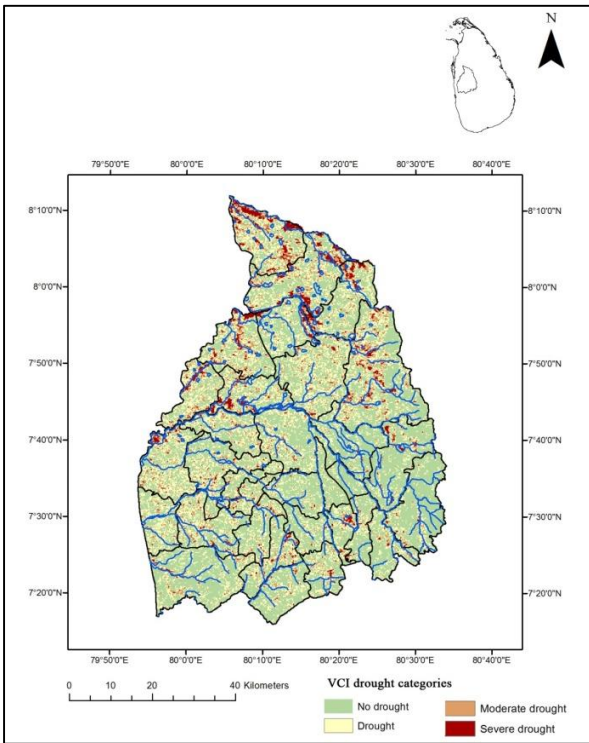 N
79°50'0"E 80°0'0"E 80°10'0"E 80°20'0"E 80°30'0"E 80°40'0"E
8°10'0"N 8°10'0"N
8°0'0"N 8°0'0"N
7°50'0"N 7°50'0"N
7°40'0"N 7°40'0"N
7°30'0"N 7°30'0"N
7°20'0"N 7°20'0"N
79°50'0"E 80°0'0"E 80°10'0"E 80°20'0"E 80°30'0"E 80°40'0"E
0 10 20 40 Kilometers
VCI drought categories
No drought Moderate drought
Drought Severe drought